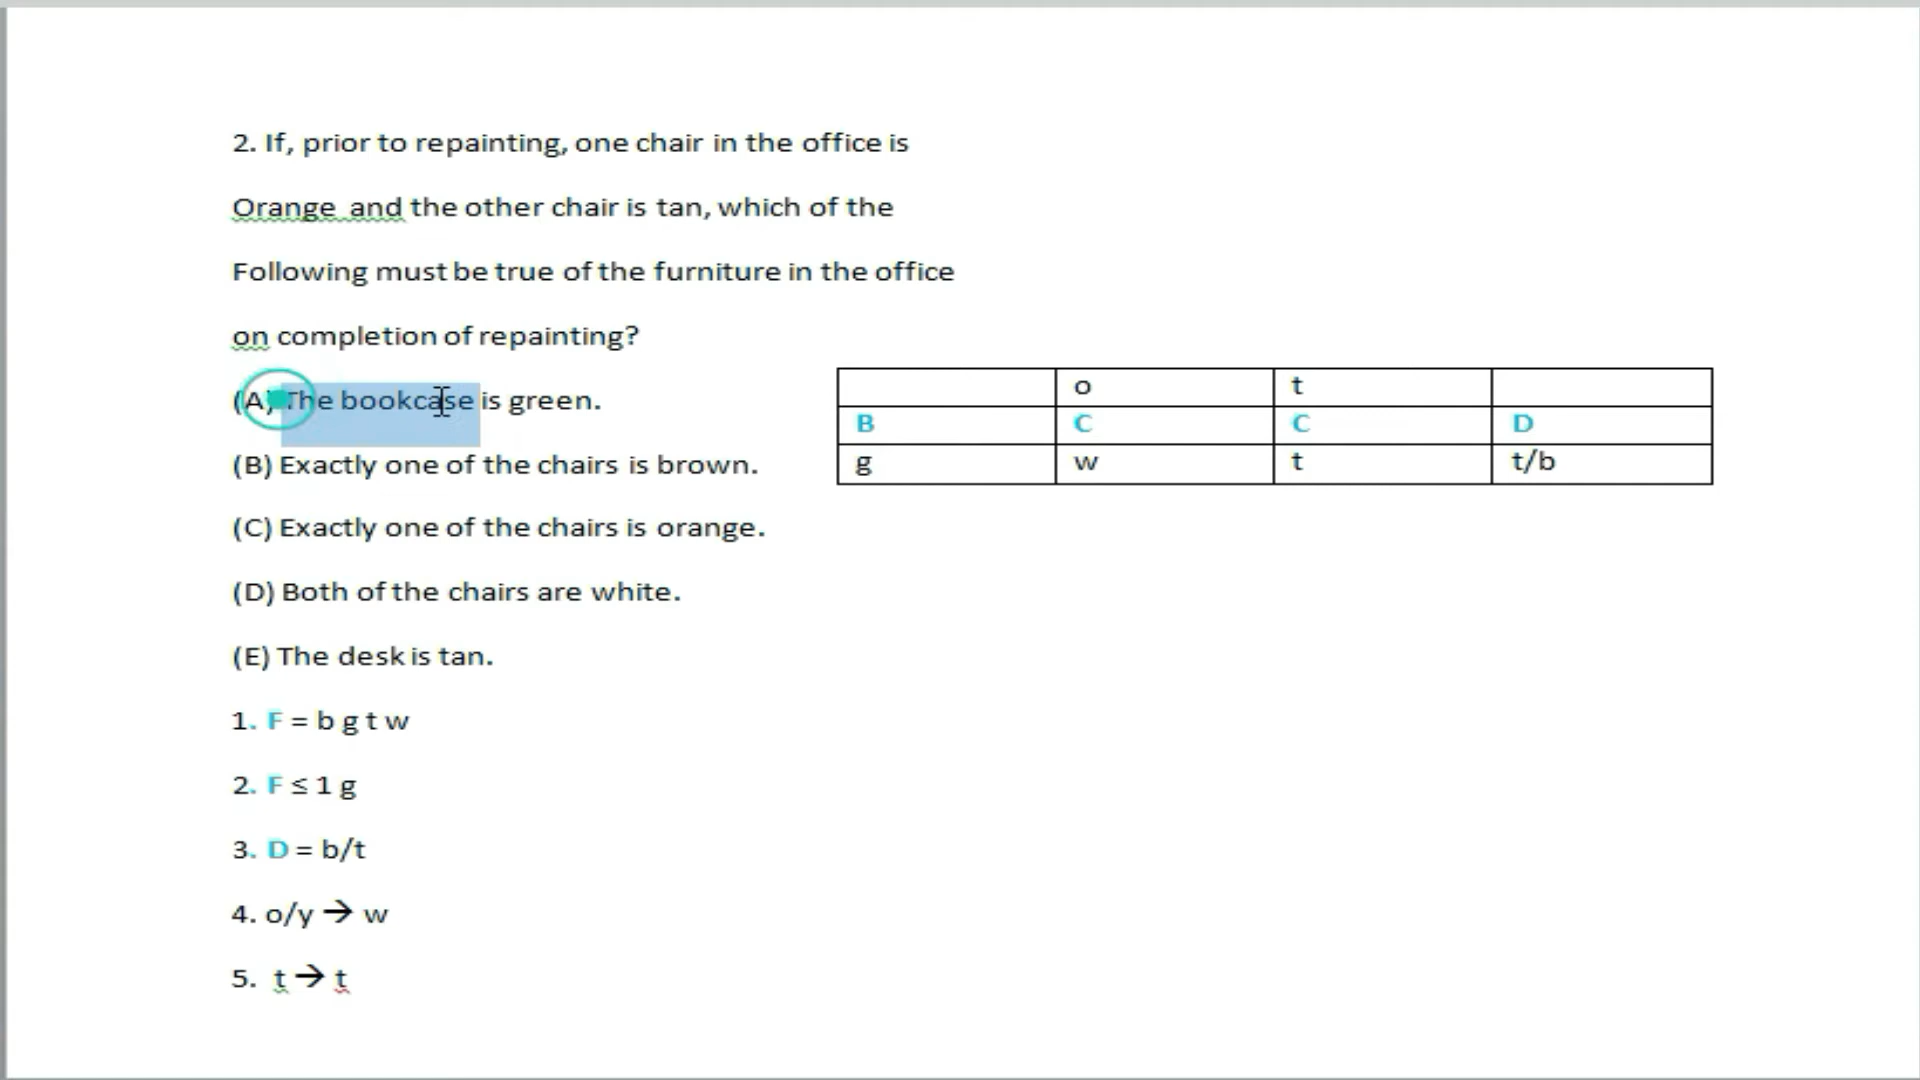 2. If, prior to repainting, one chair in the office is
Orange and the other chair is tan, which of the
Following must be true of the furniture in the office
on completion of repainting?
(A) The bookcase is green.
(B) Exactly one of the chairs is brown.
(C) Exactly one of the chairs is orange.
(D) Both of the chairs are white.
(E) The desk is tan.
1. F = b g t w
2. F ≤ 1 g
3. D = b/t
4. o/y → w
5. t → t
o t
B C C D
g w t t/b